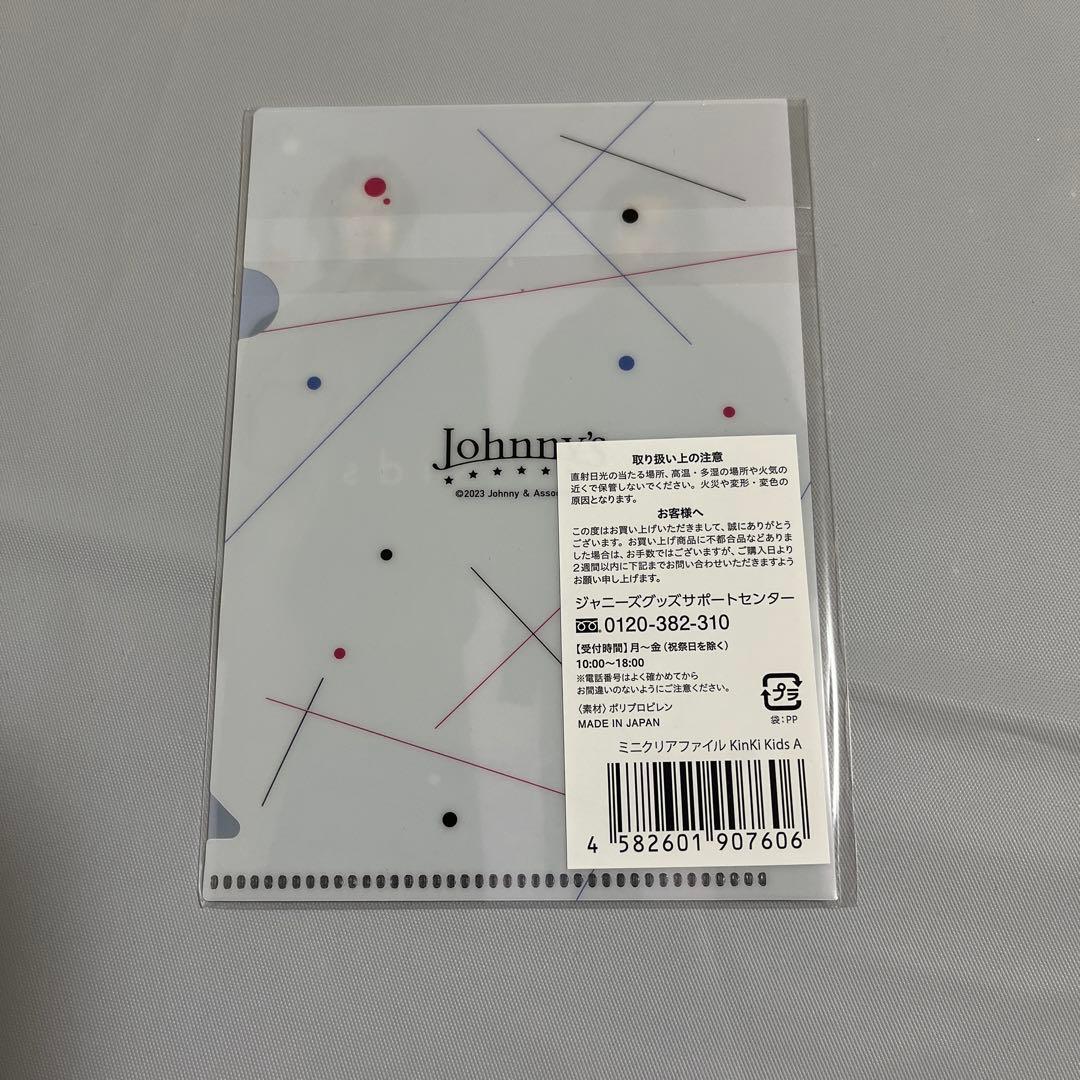 Johnny's
©2023 Johnny & Asso
取り扱い上の注意
直射日光の当たる場所、高温・多湿の場所や火気の
近くで保管しないでください。火災や変形・変色の
原因となります。
お客様へ
この度はお買い上げいただきまして、誠にありがとう
ございます。お買い上げ商品に不都合品などありま
した場合は、お手数ではございますが、ご購入日より
2週間以内に下記までお問い合わせいただきますよう
お願い申し上げます。
ジャニーズグッズサポートセンター
0120-382-310
【受付時間】月〜金(祝祭日を除く)
10:00〜18:00
※電話番号はよく確かめてから
お間違いのないようにご注意ください。
〈素材〉ポリプロピレン
MADE IN JAPAN
プラ
袋:PP
ミニクリアファイル KinKi Kids A
4 582601 907606